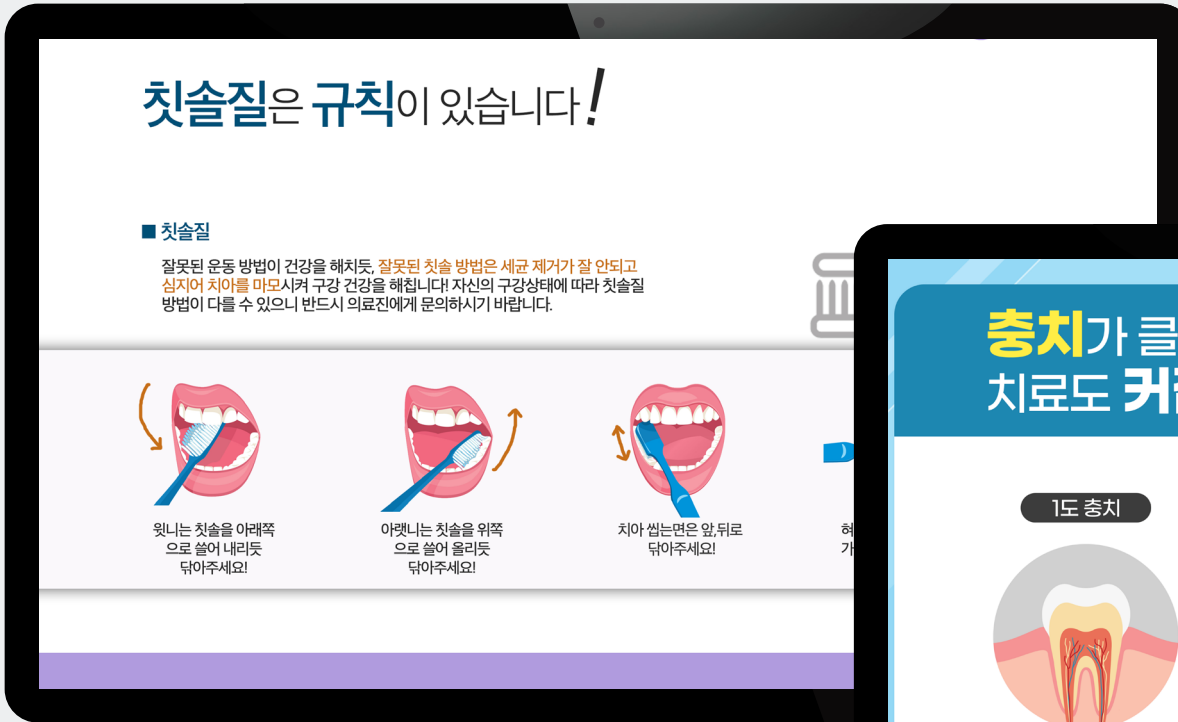 칫솔질은 규칙이 있습니다!
■ 칫솔질
잘못된 운동 방법이 건강을 해치듯, 잘못된 칫솔 방법은 세균 제거가 잘 안되고
심지어 치아를 마모시켜 구강 건강을 해칩니다! 자신의 구강상태에 따라 칫솔질
방법이 다를 수 있으니 반드시 의료진에게 문의하시기 바랍니다.
윗니는 칫솔을 아래쪽
으로 쓸어 내리듯
닦아주세요!
아랫니는 칫솔을 위쪽
으로 쓸어 올리듯
닦아주세요!
치아 씹는면은 앞,뒤로
닦아주세요!
혀
가
충치가 클
치료도
1도 충치